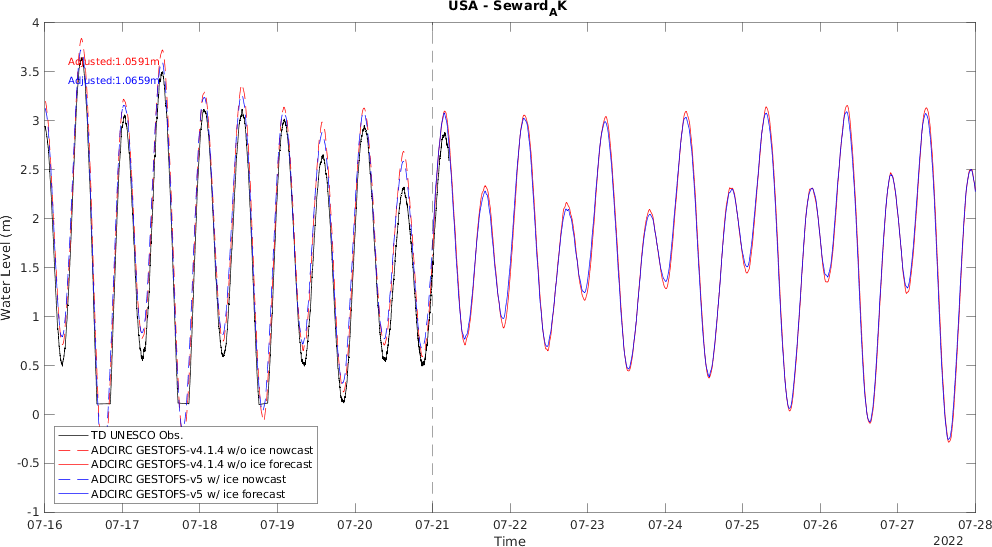 USA - Seward_AK
Adjusted:1.0591m
Adjusted:1.0659m
Water Level (m)
4
3.5
3
2.5
2
1.5
1
0.5
0
-0.5
-1
TD UNESCO Obs.
ADCIRC GESTOFS-v4.1.4 w/o ice nowcast
ADCIRC GESTOFS-v4.1.4 w/o ice forecast
ADCIRC GESTOFS-v5 w/ ice nowcast
ADCIRC GESTOFS-v5 w/ ice forecast
07-16 07-17 07-18 07-19 07-20 07-21 07-22 07-23 07-24 07-25 07-26 07-27 07-28
Time
2022